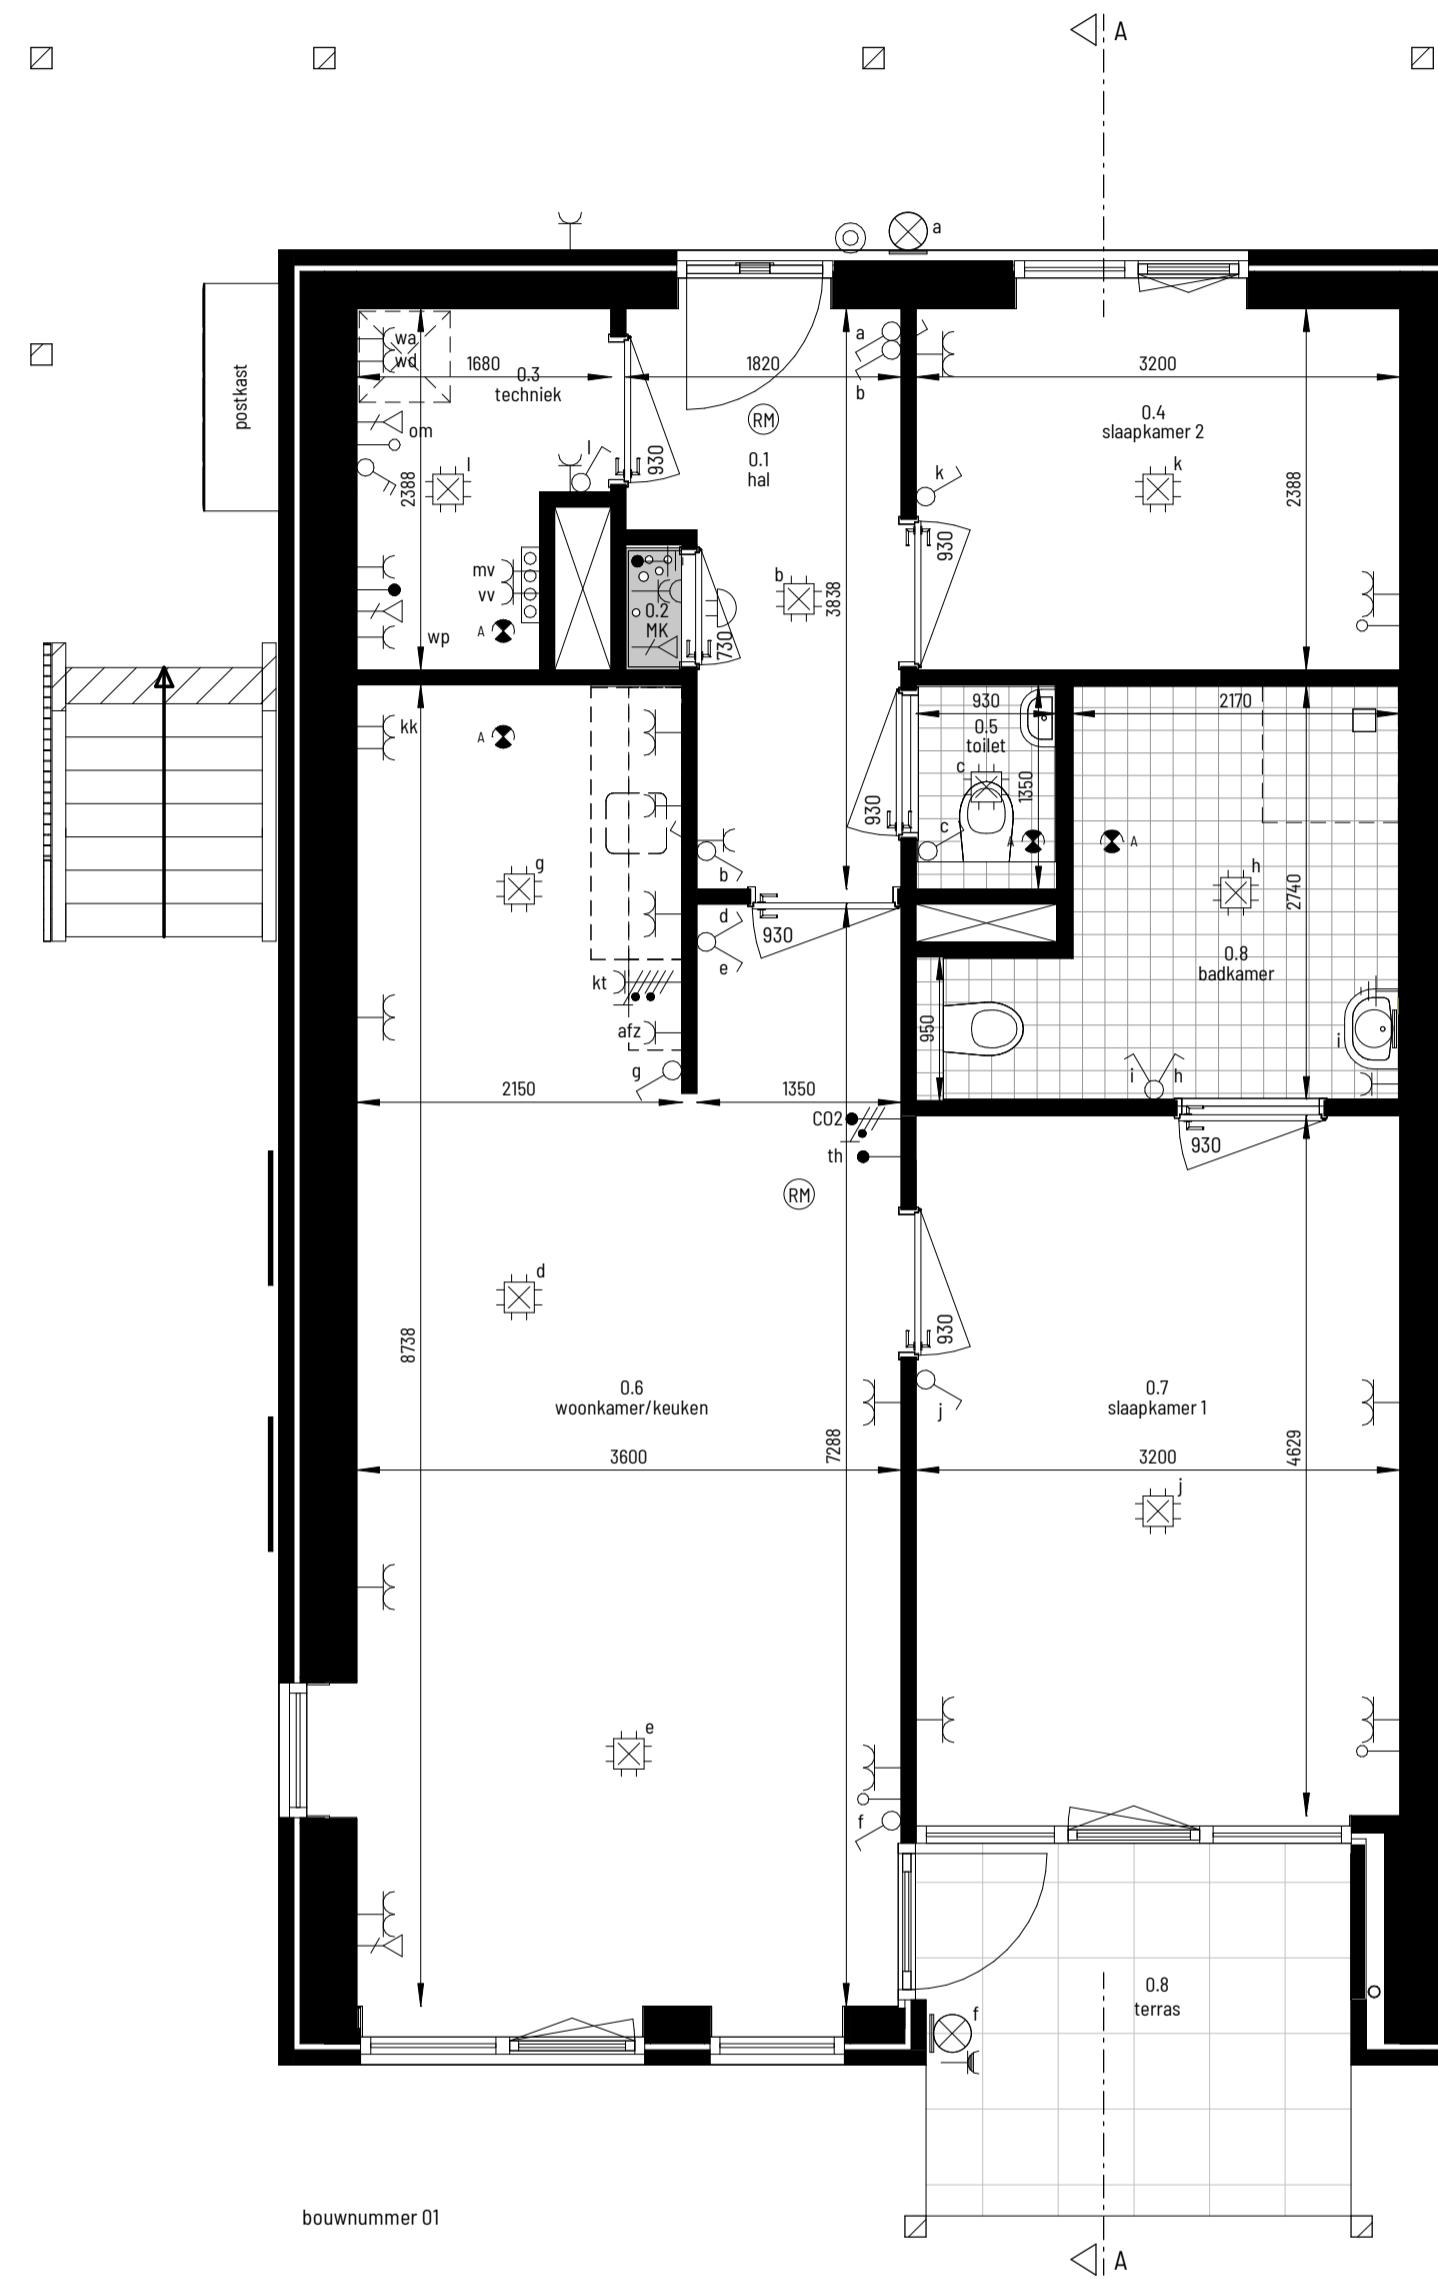 A
a
postkast
wa
wd
1680
0.3
techniek
om
l
2388
l
930
mv
vv
A
wp
1820
a
b
RM
0.1
hal
b
3838
0.2
MK
730
3200
0.4
slaapkamer 2
k
k
2388
930
kk
A
g
kt
afz
g
930
b
d
e
930
930
0.5
toilet
c
1350
c
A
2170
A
h
2740
0.8
badkamer
950
i
i
h
930
2150
1350
CO2
th
RM
d
8738
0.6
woonkamer/keuken
3600
7288
930
j
0.7
slaapkamer 1
3200
4629
j
e
f
0.8
terras
f
bouwnummer 01
A